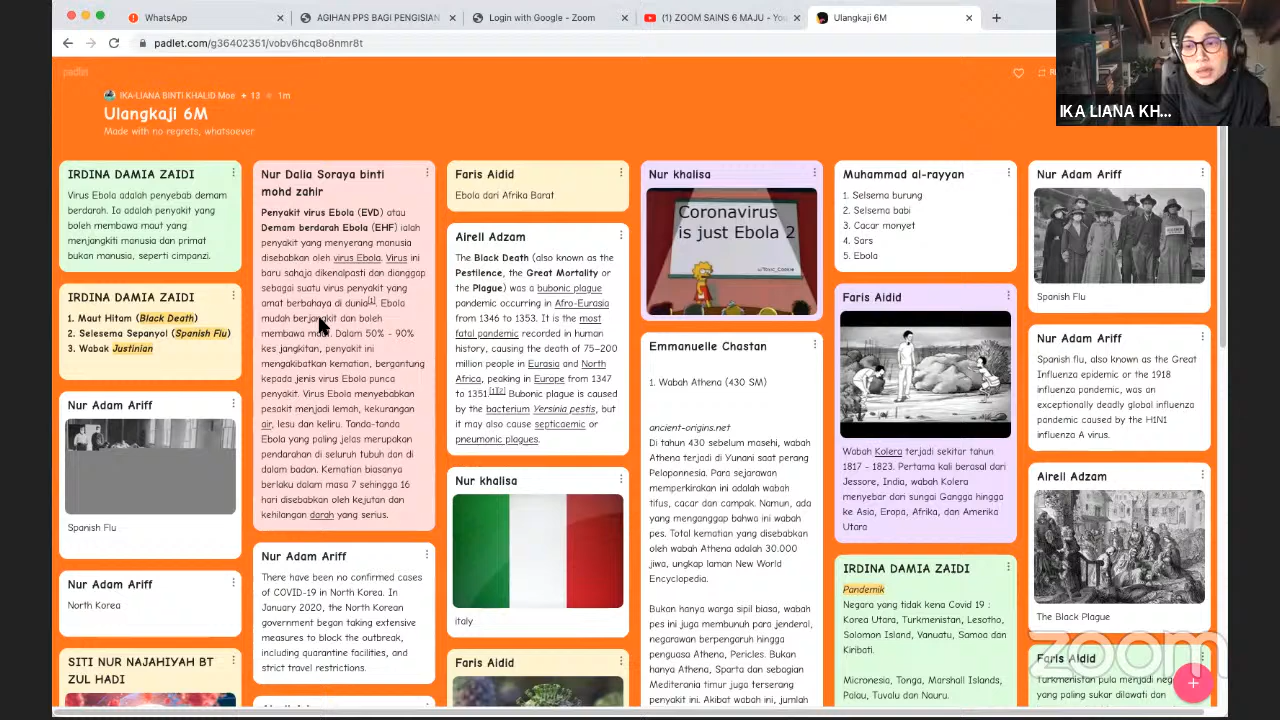 WhatsApp
AGIHAN PPS BAGI PENGISIAN
Login with Google - Zoom
(1) ZOOM SAINS 6 MAJU - You
Ulangkaji 6M
padlet.com/g36402351/vobv6hcq8o8nmr8t
IKA LIANA KH...
padlet
IKA-LIANA BINTI KHALID Moe + 13 1m
Ulangkaji 6M
Made with no regrets, whatsoever
IRDINA DAMIA ZAIDI
Virus Ebola adalah penyebab demam
berdarah. Ia adalah penyakit yang
boleh membawa maut yang
menjangkiti manusia dan primat
bukan manusia, seperti cimpanzi.
IRDINA DAMIA ZAIDI
1. Maut Hitam (Black Death)
2. Selesema Sepanyol (Spanish Flu)
3. Wabak Justinian
Nur Adam Ariff
Spanish Flu
Nur Adam Ariff
North Korea
SITI NUR NAJAHIYAH BT
ZUL HADI
Nur Dalia Soraya binti
mohd zahir
Penyakit virus Ebola (EVD) atau
Demam berdarah Ebola (EHF) ialah
penyakit yang menyerang manusia
disebabkan oleh virus Ebola. Virus ini
baru sahaja dikenalpasti dan dianggap
sebagai suatu virus penyakit yang
amat berbahaya di dunia[1]. Ebola
mudah berjangkit dan boleh
membawa maut. Dalam 50% - 90%
kes jangkitan, penyakit ini
mengakibatkan kematian, bergantung
kepada jenis virus Ebola punca
penyakit. Virus Ebola menyebabkan
pesakit menjadi lemah, kekurangan
air, lesu dan keliru. Tanda-tanda
Ebola yang paling jelas merupakan
pendarahan di seluruh tubuh dan di
dalam badan. Kematian biasanya
berlaku dalam masa 7 sehingga 16
hari disebabkan oleh kejutan dan
kehilangan darah yang serius.
Nur Adam Ariff
There have been no confirmed cases
of COVID-19 in North Korea. In
January 2020, the North Korean
government began taking extensive
measures to block the outbreak,
including quarantine facilities, and
strict travel restrictions.
Faris Aidid
Ebola dari Afrika Barat
Airell Adzam
The Black Death (also known as the
Pestilence, the Great Mortality or
the Plague) was a bubonic plague
pandemic occurring in Afro-Eurasia
from 1346 to 1353. It is the most
fatal pandemic recorded in human
history, causing the death of 75–200
million people in Eurasia and North
Africa, peaking in Europe from 1347
to 1351.[1][2] Bubonic plague is caused
by the bacterium Yersinia pestis, but
it may also cause septicaemic or
pneumonic plagues.
Nur khalisa
italy
Faris Aidid
Nur khalisa
Coronavirus
is just Ebola 2
Emmanuelle Chastan
1. Wabah Athena (430 SM)
ancient-origins.net
Di tahun 430 sebelum masehi, wabah
Athena terjadi di Yunani saat perang
Peloponnesia. Para sejarawan
memperkirakan ini adalah wabah
tifus, cacar dan campak. Namun, ada
yang menganggap bahwa ini wabah
pes. Total kematian yang disebabkan
oleh wabah Athena adalah 30.000
jiwa, ungkap laman New World
Encyclopedia.
Bukan hanya warga sipil biasa, wabah
pes ini juga membunuh para jenderal,
negarawan berpengaruh hingga
penguasa Athena, Pericles. Bukan
hanya Athena, Sparta dan sebagian
Mediterania timur juga terserang
penyakit ini. Akibat wabah ini, jumlah
Muhammad al-rayyan
1. Selsema burung
2. Selsema babi
3. Cacar monyet
4. Sars
5. Ebola
Faris Aidid
Wabah Kolera terjadi sekitar tahun
1817 - 1823. Pertama kali berasal dari
Jessore, India, wabah Kolera
menyebar dari sungai Gangga hingga
ke Asia, Eropa, Afrika, dan Amerika
Utara
IRDINA DAMIA ZAIDI
Pandemik
Negara yang tidak kena Covid 19 :
Korea Utara, Turkmenistan, Lesotho,
Solomon Island, Vanuatu, Samoa dan
Kiribati.
Micronesia, Tonga, Marshall Islands,
Palau, Tuvalu dan Nauru.
Nur Adam Ariff
Spanish Flu
Nur Adam Ariff
Spanish flu, also known as the Great
Influenza epidemic or the 1918
influenza pandemic, was an
exceptionally deadly global influenza
pandemic caused by the H1N1
influenza A virus.
Airell Adzam
The Black Plague
Faris Aidid
Turkmenistan pula menjadi negara
yang paling sukar dilawati dan
zoom